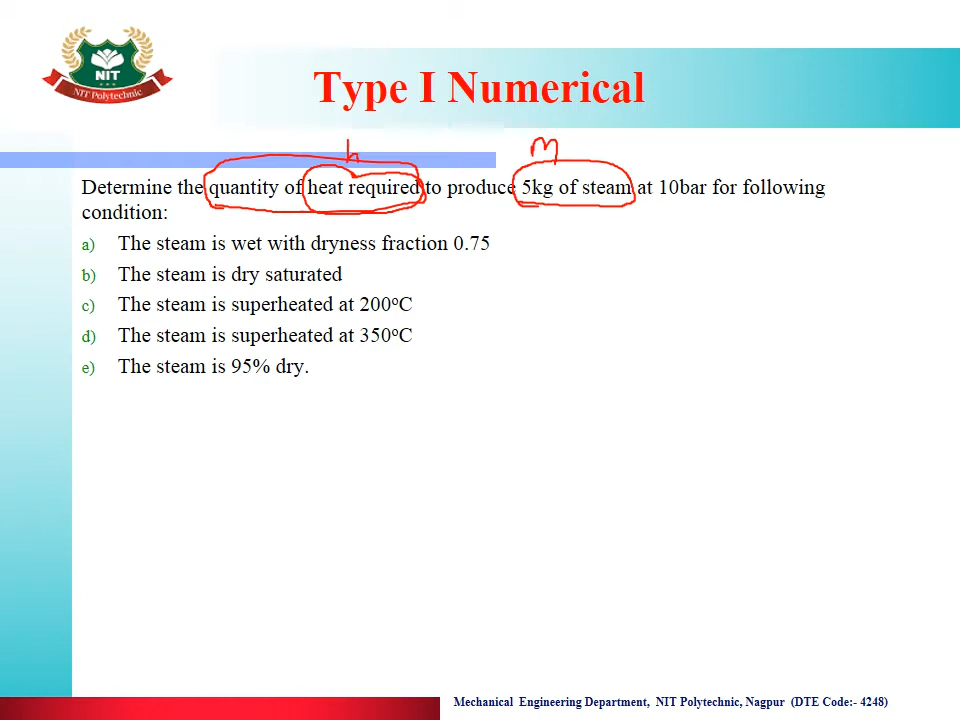 NIT
NIT Polytechnic
Type I Numerical
h
M
Determine the quantity of heat required to produce 5kg of steam at 10bar for following
condition:
a) The steam is wet with dryness fraction 0.75
b) The steam is dry saturated
c) The steam is superheated at 200°C
d) The steam is superheated at 350°C
e) The steam is 95% dry.
Mechanical Engineering Department, NIT Polytechnic, Nagpur (DTE Code:- 4248)